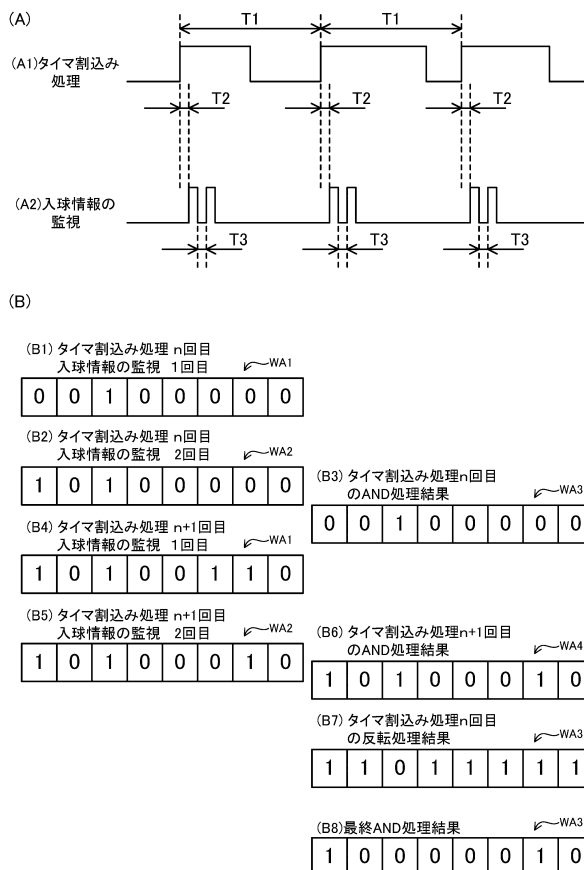 (A)
T1 T1
(A1)タイマ割込み
処理
T2 T2 T2
(A2)入球情報の
監視
T3 T3 T3
(B)
(B1) タイマ割込み処理 n回目
入球情報の監視 1回目 WA1
0 0 1 0 0 0 0 0
(B2) タイマ割込み処理 n回目
入球情報の監視 2回目 WA2
1 0 1 0 0 0 0 0
(B3) タイマ割込み処理n回目
のAND処理結果 WA3
0 0 1 0 0 0 0 0
(B4) タイマ割込み処理 n+1回目
入球情報の監視 1回目 WA1
1 0 1 0 0 1 1 0
(B5) タイマ割込み処理 n+1回目
入球情報の監視 2回目 WA2
1 0 1 0 0 0 1 0
(B6) タイマ割込み処理n+1回目
のAND処理結果 WA4
1 0 1 0 0 0 1 0
(B7) タイマ割込み処理n回目
の反転処理結果 WA3
1 1 0 1 1 1 1 1
(B8)最終AND処理結果 WA3
1 0 0 0 0 0 1 0